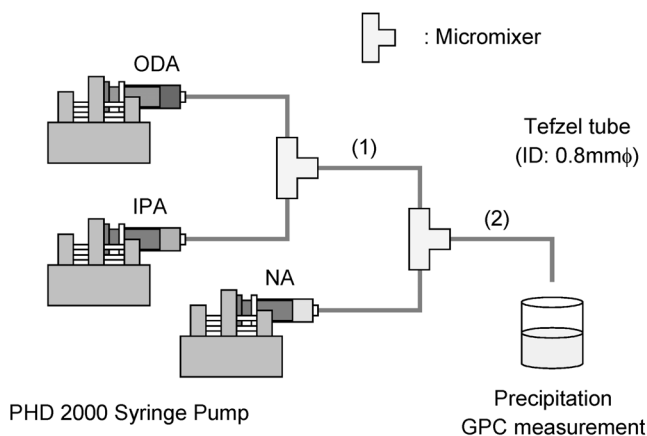 : Micromixer
ODA
Tefzel tube
(ID: 0.8mmϕ)
(1)
IPA
(2)
NA
Precipitation
GPC measurement
PHD 2000 Syringe Pump